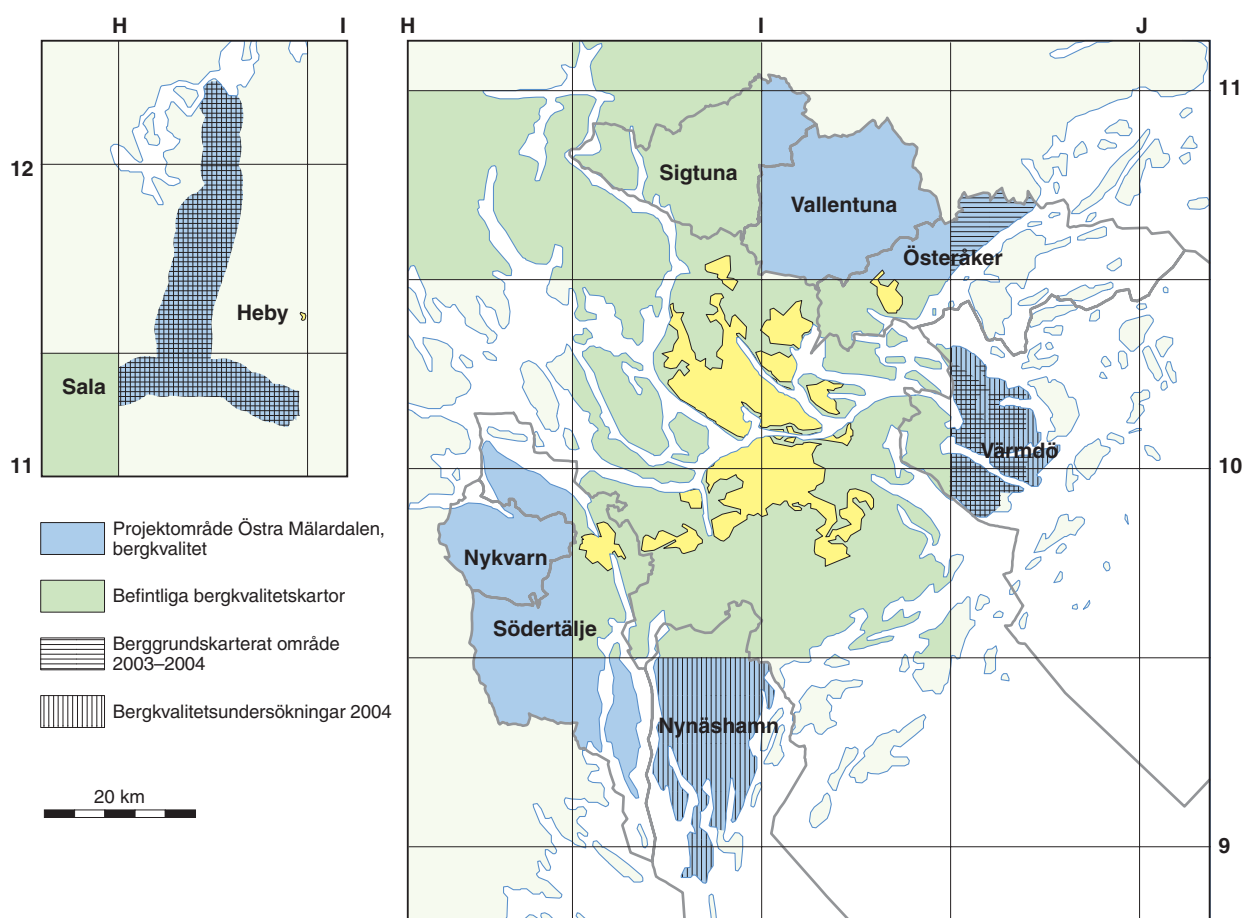 H
I
12
11
Heby
Sala
H
I
J
11
10
9
Sigtuna
Vallentuna
Österåker
Värmdö
Nykvarn
Södertälje
Nynäshamn
Projektområde Östra Mälardalen,
bergkvalitet
Befintliga bergkvalitetskartor
Berggrundskarterat område
2003–2004
Bergkvalitetsundersökningar 2004
20 km